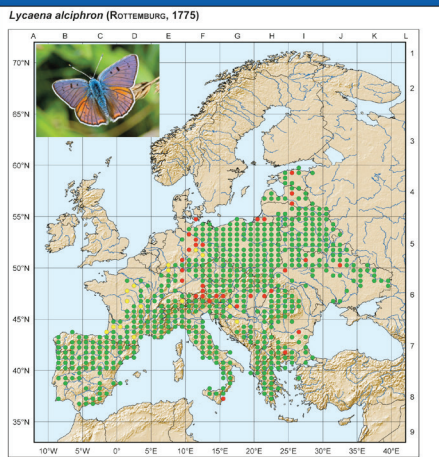 Lycaena alciphron (ROTTEMBURG, 1775)
A B C D E F G H I J K L
70°N 1
2
65°N
3
60°N
4
55°N
5
50°N
6
45°N
7
40°N
8
35°N
9
10°W 5°W 0° 5°E 10°E 15°E 20°E 25°E 30°E 35°E 40°E